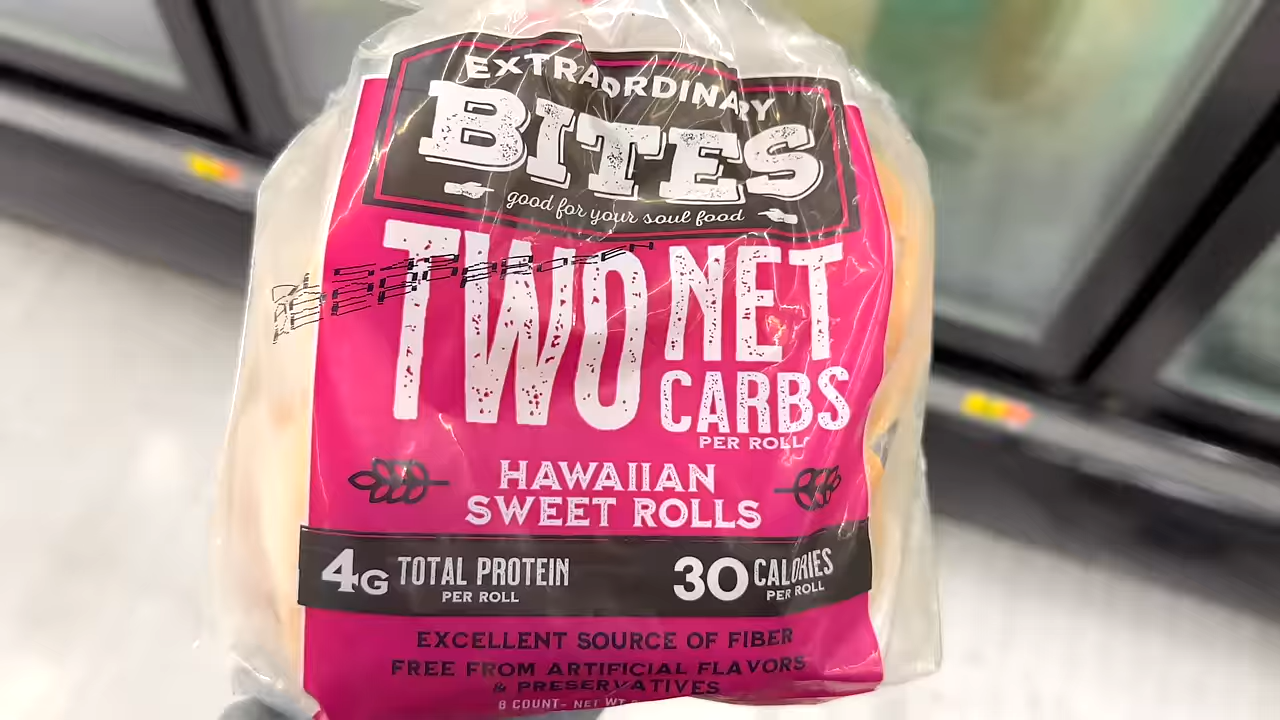 EXTRAORDINARY
BITES
good for your soul food
TWO NET
CARBS
PER ROLL
HAWAIIAN
SWEET ROLLS
4G TOTAL PROTEIN
PER ROLL
30 CALORIES
PER ROLL
EXCELLENT SOURCE OF FIBER
FREE FROM ARTIFICIAL FLAVORS
& PRESERVATIVES
8 COUNT- NET WT